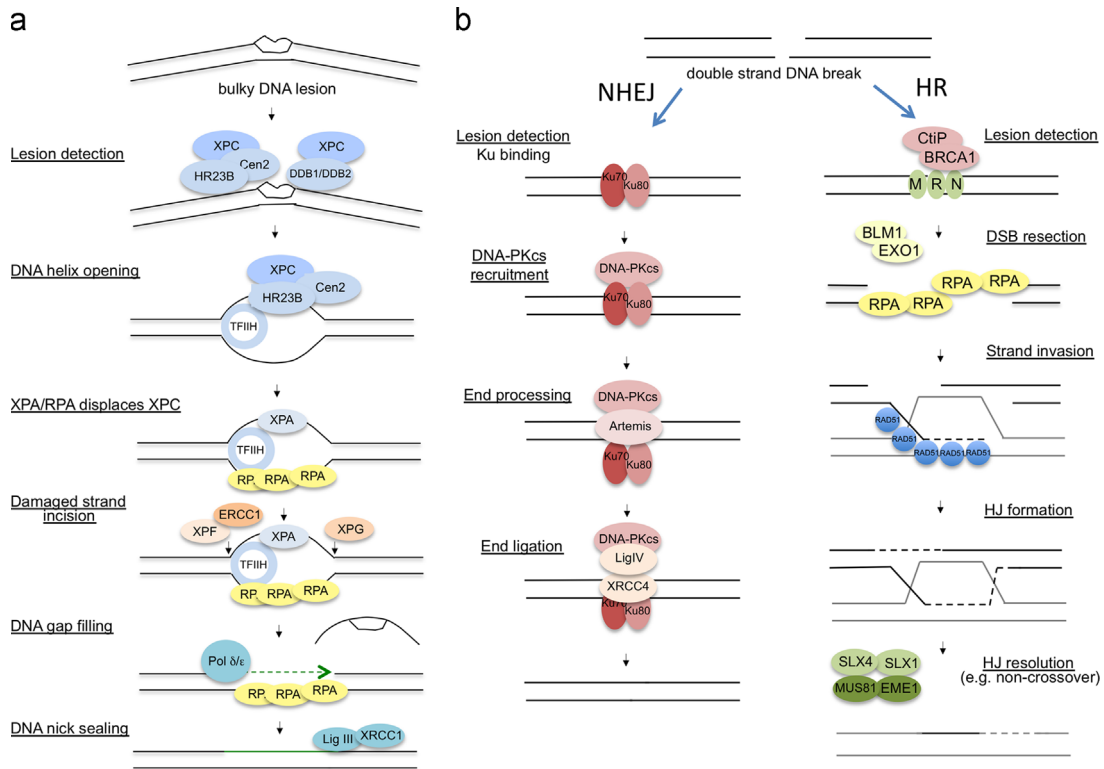 a
bulky DNA lesion
Lesion detection
XPC
Cen2
HR23B
XPC
DDB1/DDB2
DNA helix opening
XPC
Cen2
HR23B
TFIIH
XPA/RPA displaces XPC
XPA
TFIIH
RP
RPA
RPA
Damaged strand
incision
ERCC1
XPF
XPA
XPG
TFIIH
RP
RPA
RPA
DNA gap filling
Pol δ/ε
RP
RPA
RPA
DNA nick sealing
Lig III
XRCC1
b
double strand DNA break
NHEJ
HR
Lesion detection
Ku binding
Ku70
Ku80
DNA-PKcs
recruitment
DNA-PKcs
Ku70
Ku80
End processing
DNA-PKcs
Artemis
Ku70
Ku80
End ligation
DNA-PKcs
LigIV
XRCC4
Ku70
Ku80
Lesion detection
CtiP
BRCA1
M R N
DSB resection
BLM1
EXO1
RPA
RPA
RPA
RPA
Strand invasion
RAD51
RAD51
RAD51
RAD51
RAD51
HJ formation
HJ resolution
(e.g. non-crossover)
SLX4
SLX1
MUS81
EME1